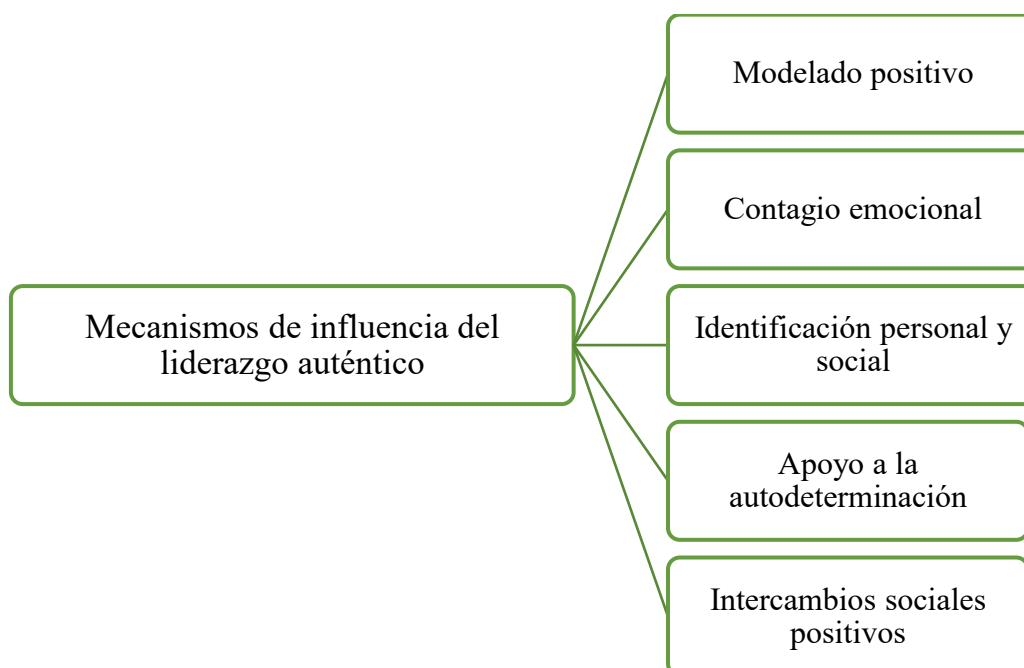 Modelado positivo
Contagio emocional
Mecanismos de influencia del
liderazgo auténtico
Identificación personal y
social
Apoyo a la
autodeterminación
Intercambios sociales
positivos